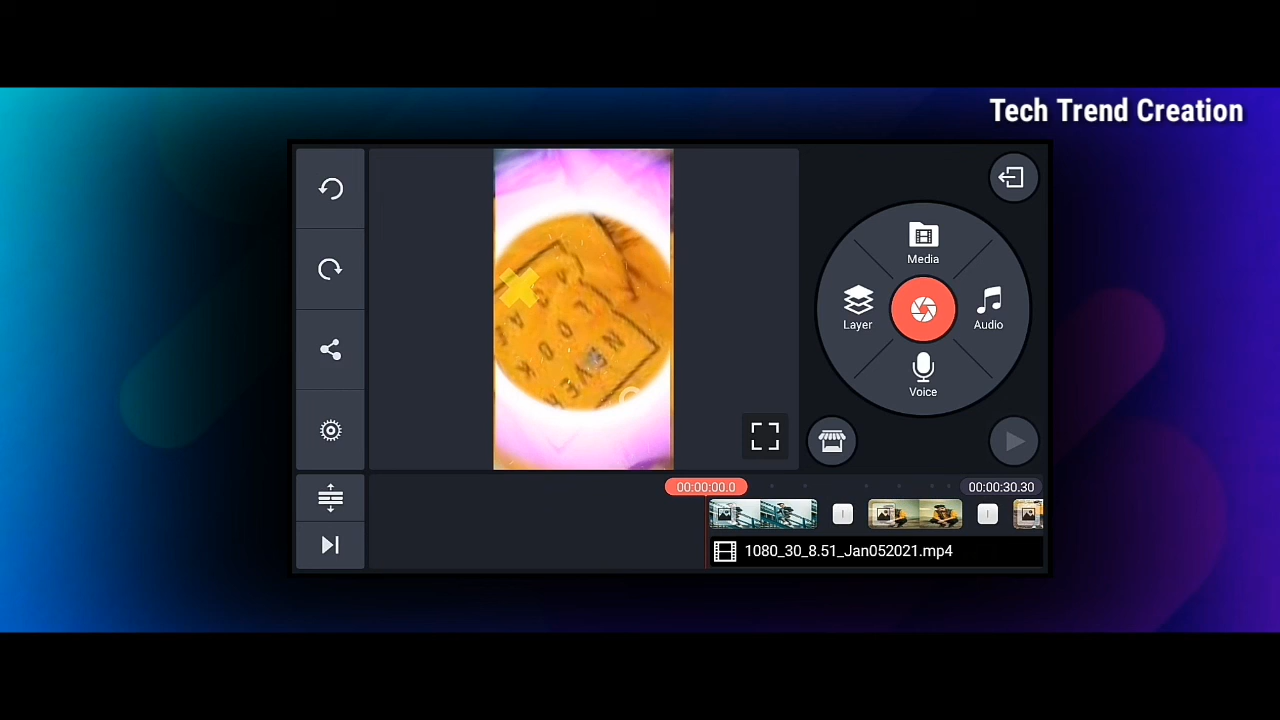 Tech Trend Creation
Media
Layer
Audio
Voice
00:00:00.0
00:00:30.30
1080_30_8.51_Jan052021.mp4